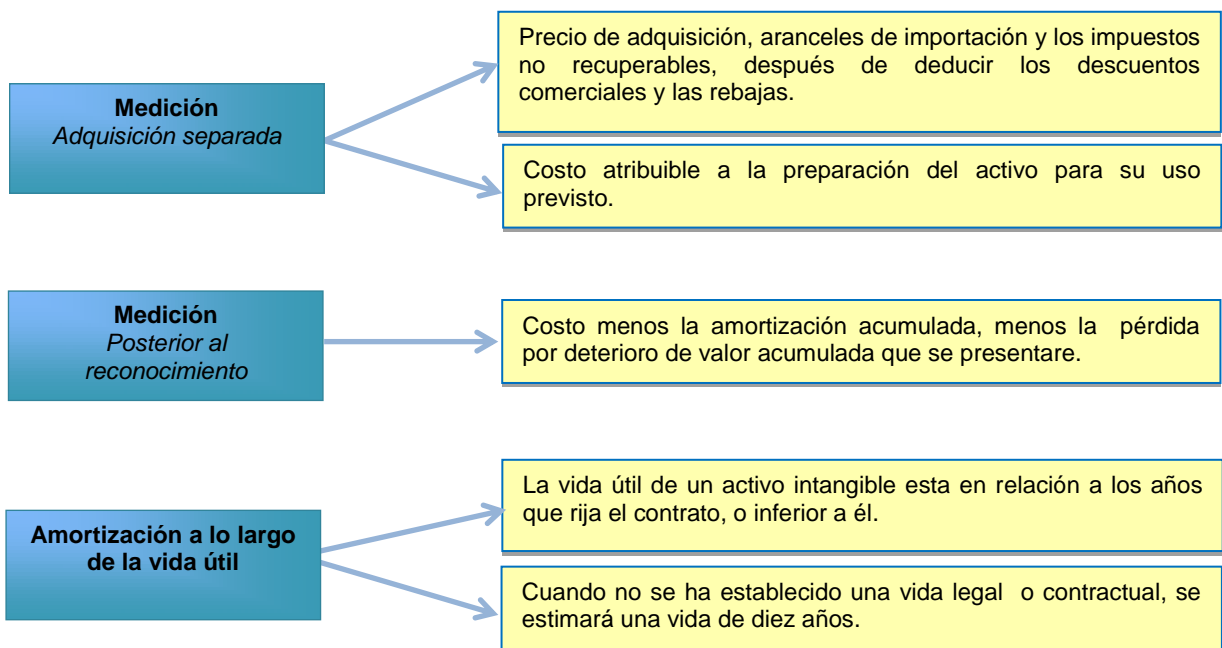 Medición
Adquisición separada
Precio de adquisición, aranceles de importación y los impuestos
no recuperables, después de deducir los descuentos
comerciales y las rebajas.
Costo atribuible a la preparación del activo para su uso
previsto.
Medición
Posterior al
reconocimiento
Costo menos la amortización acumulada, menos la pérdida
por deterioro de valor acumulada que se presentare.
Amortización a lo largo
de la vida útil
La vida útil de un activo intangible esta en relación a los años
que rija el contrato, o inferior a él.
Cuando no se ha establecido una vida legal o contractual, se
estimará una vida de diez años.